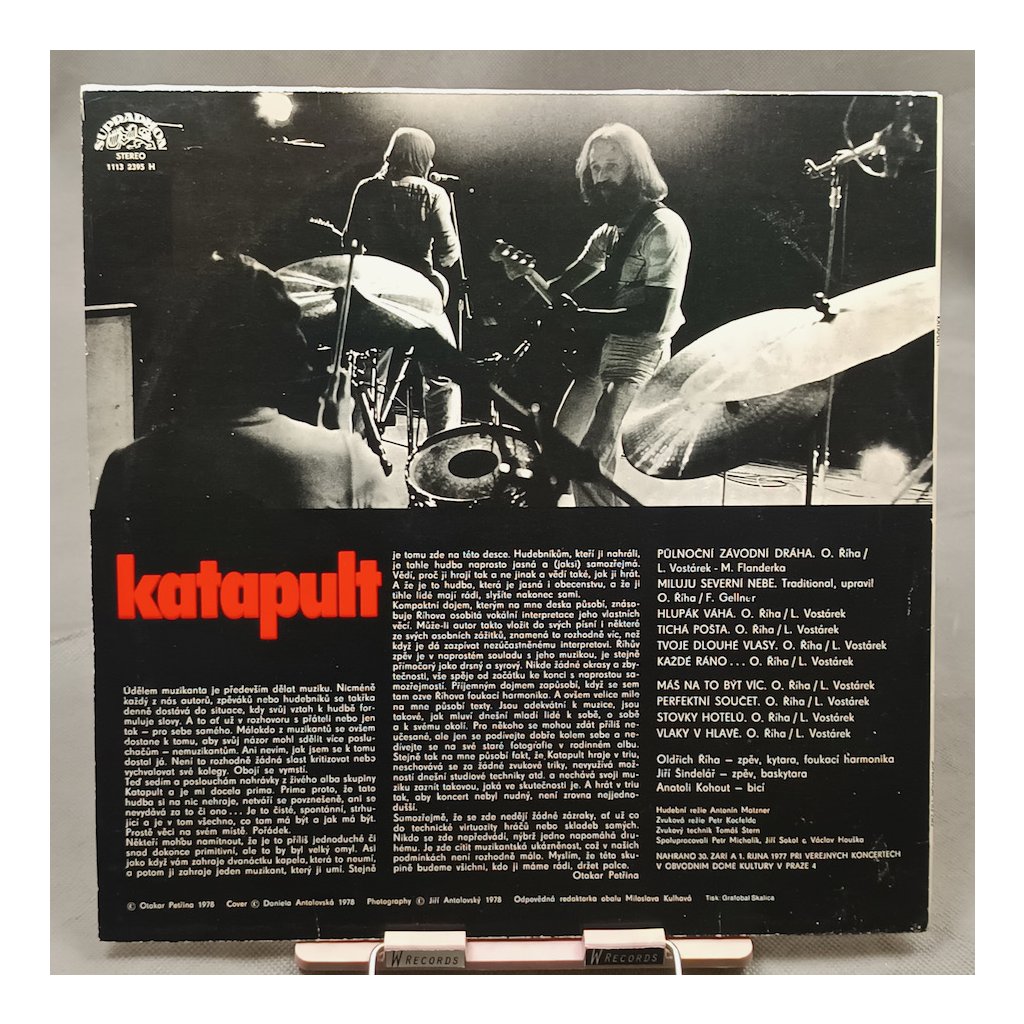 SUPRAPHON
STEREO
1113 2395 H
katapult
Údělem muzikanta je především dělat muziku. Nicméně
každý z nás autorů, zpěváků nebo hudebníků se takřka
denně dostává do situace, kdy svůj vztah k hudbě for-
muluje slovy. A to ať už v rozhovoru s přáteli nebo jen
tak – pro sebe samého. Málokdo z muzikantů se ovšem
dostane k tomu, aby svůj názor mohl sdělit více poslu-
chačům – nemuzikantům. Ani nevím, jak jsem se k tomu
dostal já. Není to rozhodně žádná slast kritizovat nebo
vychvalovat své kolegy. Obojí se vymstí.
Teď sedím a poslouchám nahrávky z živého alba skupiny
Katapult a je mi docela prima. Prima proto, že tato
hudba si na nic nehraje, netváří se povzneseně, ani se
nevydává za to či ono... Je to čisté, spontánní, struhu-
jící a je v tom všechno, co tam má být a jak má být.
Prostě věci na svém místě. Pořádek.
Někteří mohou namítnout, že je to příliš jednoduché či
snad dokonce primitivní, ale to by byl velký omyl. Asi
jako když vám zahraje dvanáctku kapela, která to neumí,
a potom ji zahraje jeden muzikant, který ji umí. Stejně
je tomu zde na této desce. Hudebníkům, kteří ji nahráli,
je tahle hudba naprosto jasná a (jaksi) samozřejmá.
Vědí, proč ji hrají tak a ne jinak a vědí také, jak ji hrát.
A že je to hudba, která je jasná i obecenstvu, a že ji
tihle lidé mají rádi, slyšíte nakonec sami.
Kompaktní dojem, kterým na mne deska působí, znáso-
buje Říhova osobitá vokální interpretace jeho vlastních
věcí. Může-li autor takto vložit do svých písní i některé
ze svých osobních zážitků, znamená to rozhodně víc, než
když je dá zazpívat nezúčastněnému interpretovi. Říhův
zpěv je v naprostém souladu s jeho muzikou, je stejně
přímočarý jako drsný a syrový. Nikde žádné okrasy a zby-
tečnosti, vše spěje od začátku ke konci s naprostou sa-
mozřejmostí. Příjemným dojmem zapůsobí, když se sem
tam ozve Říhova foukací harmonika. A ovšem velice mile
na mne působí texty. Jsou adekvátní k muzice, jsou
takové, jak mluví dnešní mladí lidé k sobě, o sobě
a k svému okolí. Pro někoho se mohou zdát příliš ne-
učesané, ale jen se podívejte dobře kolem sebe a ne-
dívejte se na své staré fotografie v rodinném albu.
Stejně tak na mne působí fakt, že Katapult hraje v triu,
neschovává se za žádné zvukové triky, nevyužívá mož-
ností dnešní studiové techniky atd. a nechává svoji mu-
ziku zaznít takovou, jaká ve skutečnosti je. A hrát v triu
tak, aby koncert nebyl nudný, není zrovna nejjedno-
dušší.
Samozřejmě, že se zde nedějí žádné zázraky, ať už co
do technické virtuozity hráčů nebo skladeb samých.
Nikdo se zde nepředvádí, nýbrž jedno napomáhá dru-
hému. Je zde cítit muzikantská ukázněnost, což v našich
podmínkách není rozhodně málo. Myslím, že této sku-
pině budeme všichni, kdo ji máme rádi, držet palce.
Otakar Petřina
PŮLNOČNÍ ZÁVODNÍ DRÁHA. O. Říha/
L. Vostárek - M. Flanderka
MILUJU SEVERNÍ NEBE. Traditional, upravil
O. Říha / F. Gellner
HLUPÁK VÁHÁ. O. Říha / L. Vostárek
TICHÁ POŠTA. O. Říha / L. Vostárek
TVOJE DLOUHÉ VLASY. O. Říha / L. Vostárek
KAŽDÉ RÁNO... O. Říha / L. Vostárek
MÁŠ NA TO BÝT VÍC. O. Říha / L. Vostárek
PERFEKTNÍ SOUČET. O. Říha / L. Vostárek
STOVKY HOTELŮ. O. Říha / L. Vostárek
VLAKY V HLAVĚ. O. Říha / L. Vostárek
Oldřich Říha – zpěv, kytara, foukací harmonika
Jiří Šindelář – zpěv, baskytara
Anatoli Kohout – bicí
Hudební režie Antonín Matzner
Zvuková režie Petr Kocfelda
Zvukový technik Tomáš Stern
Spolupracovali Petr Michalík, Jiří Sokol a Václav Houška
NAHRÁNO 30. ZÁŘÍ A 1. ŘÍJNA 1977 PŘI VEŘEJNÝCH KONCERTECH
V OBVODNÍM DOMĚ KULTURY V PRAZE 4
© Otakar Petřina 1978 Cover © Daniela Antalovská 1978 Photography © Jiří Antalovský 1978 Odpovědná redaktorka obalu Miloslava Kulhavá Tisk: Grafobal Skalica
W RECORDS W RECORDS